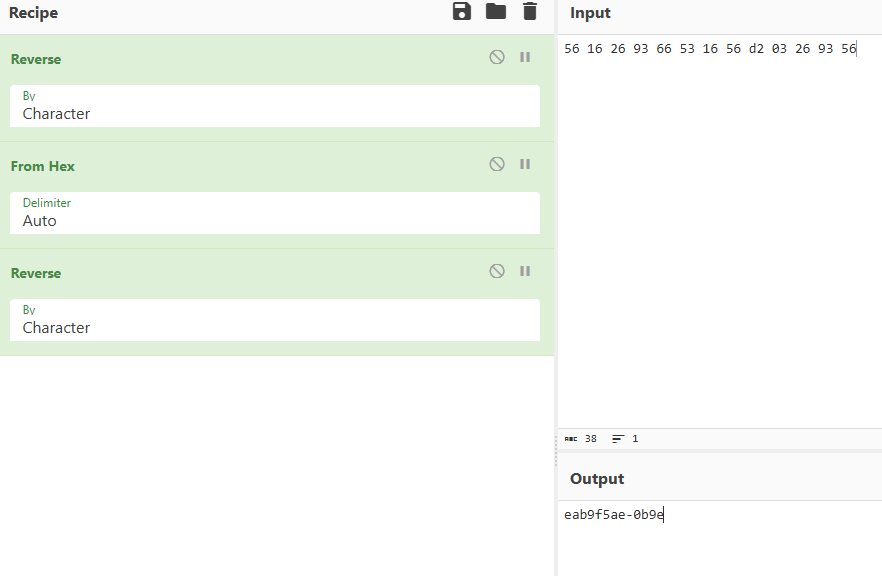 Recipe
Reverse
By
Character
From Hex
Delimiter
Auto
Reverse
By
Character
Input
56 16 26 93 66 53 16 56 d2 03 26 93 56
ABC 38 1
Output
eab9f5ae-0b9e